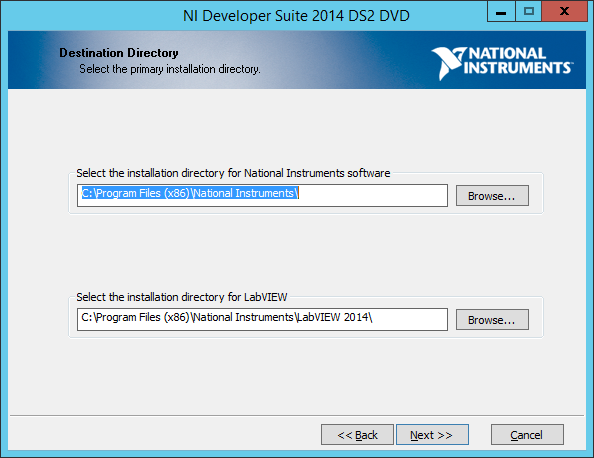 NI Developer Suite 2014 DS2 DVD
Destination Directory
Select the primary installation directory.
NATIONAL
INSTRUMENTS
Select the installation directory for National Instruments software
C:\Program Files (x86)\National Instruments\
Browse...
Select the installation directory for LabVIEW
C:\Program Files (x86)\National Instruments\LabVIEW 2014\
Browse...
<< Back
Next >>
Cancel